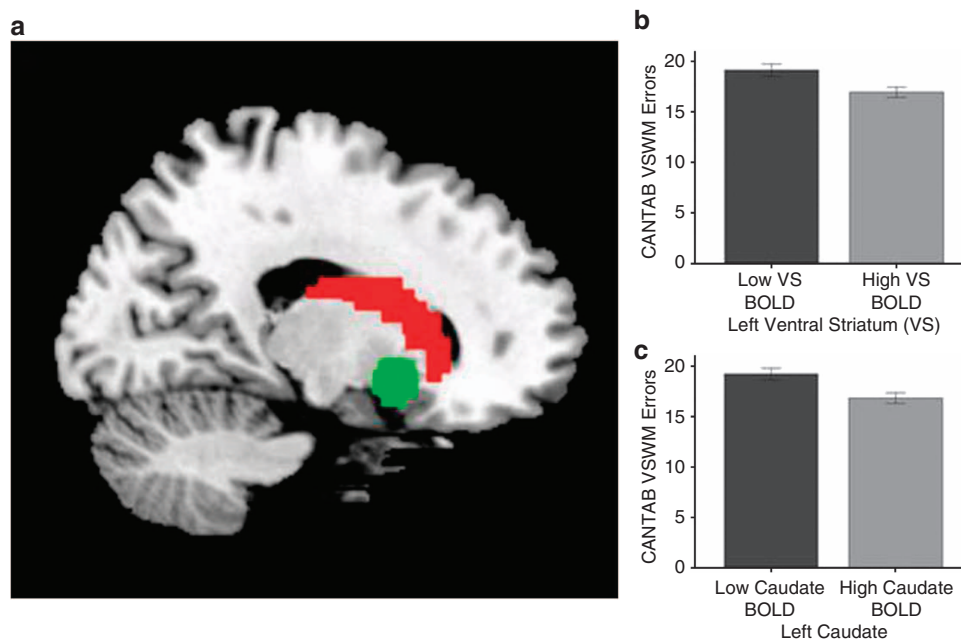 a
b
CANTAB VSWM Errors
20
15
10
5
0
Low VS BOLD
High VS BOLD
Left Ventral Striatum (VS)
c
CANTAB VSWM Errors
20
15
10
5
0
Low Caudate BOLD
High Caudate BOLD
Left Caudate